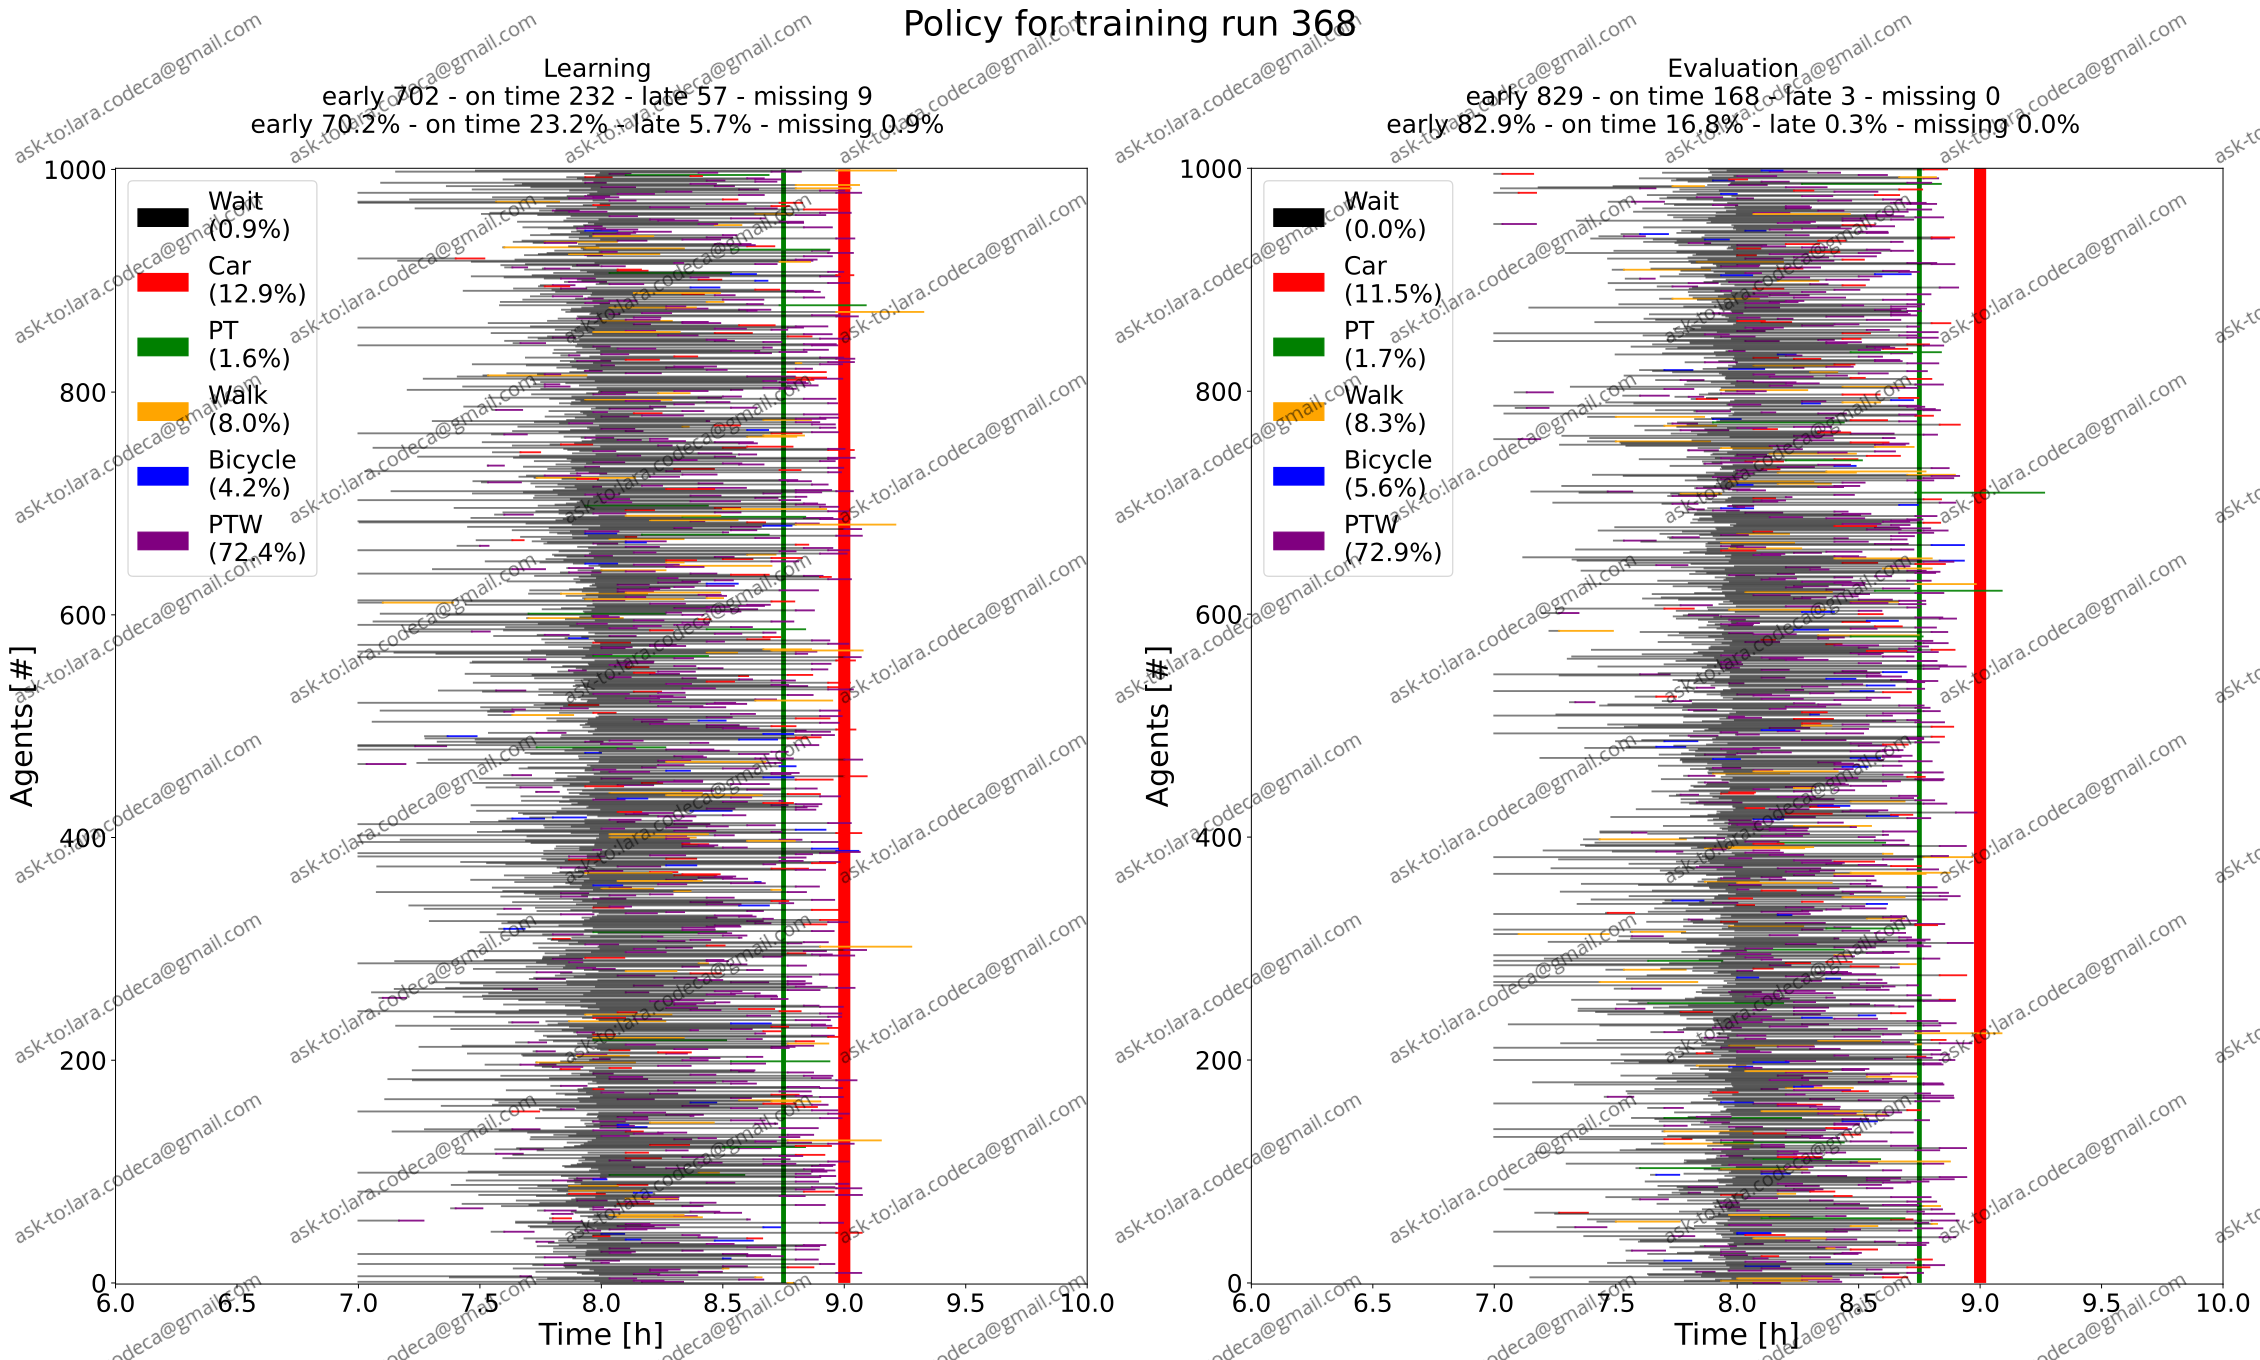 Policy for training run 368
Learning
early 702 - on time 232 - late 57 - missing 9
early 70.2% - on time 23.2% - late 5.7% - missing 0.9%
Evaluation
early 829 - on time 168 - late 3 - missing 0
early 82.9% - on time 16.8% - late 0.3% - missing 0.0%
Agents [#]
1000
800
600
400
200
0
Wait
(0.9%)
Car
(12.9%)
PT
(1.6%)
Walk
(8.0%)
Bicycle
(4.2%)
PTW
(72.4%)
6.0 6.5 7.0 7.5 8.0 8.5 9.0 9.5 10.0
Time [h]
Agents [#]
1000
800
600
400
200
0
Wait
(0.0%)
Car
(11.5%)
PT
(1.7%)
Walk
(8.3%)
Bicycle
(5.6%)
PTW
(72.9%)
6.0 6.5 7.0 7.5 8.0 8.5 9.0 9.5 10.0
Time [h]
ask-to:lara.codeca@gmail.com